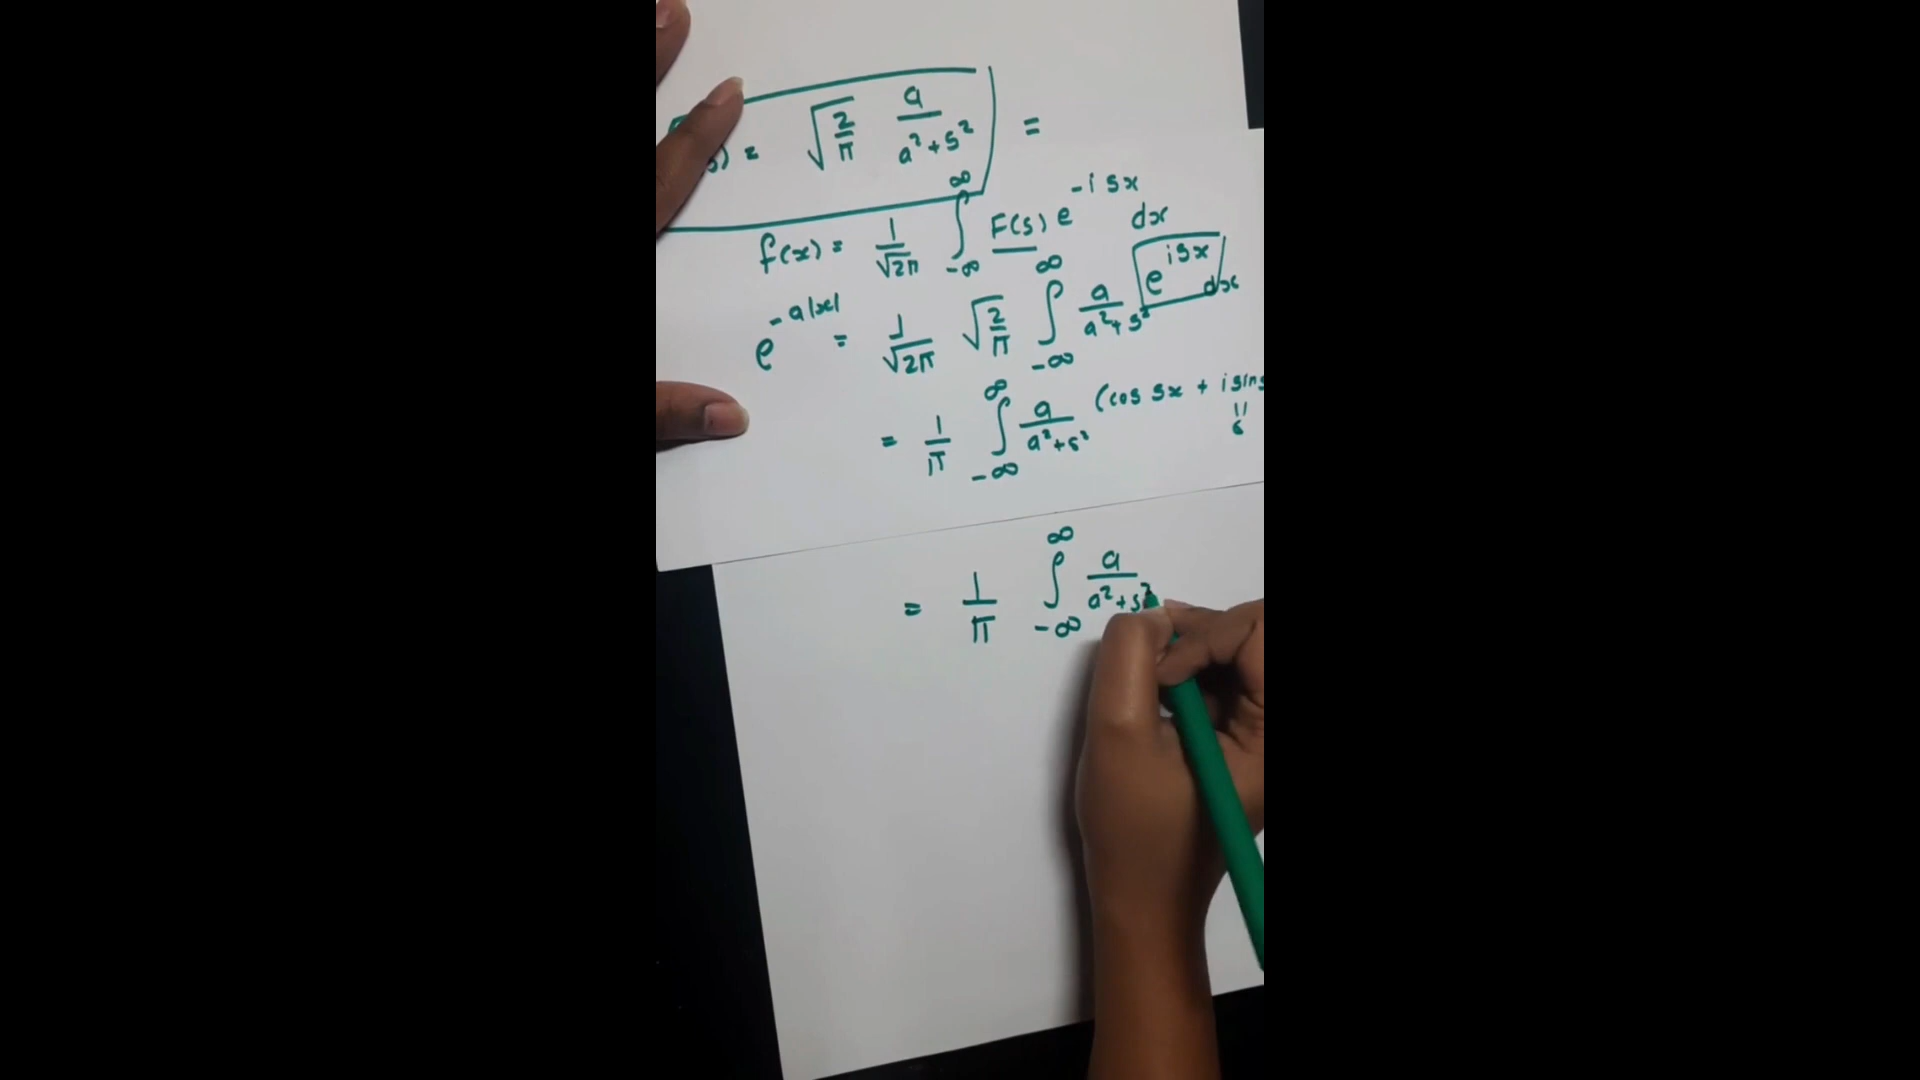 s) = √(2/π) a/(a²+s²) =
f(x) = 1/√2π ∫_{-∞}^{∞} F(s) e^{-isx} dx
e^{-a|x|} = 1/√2π √(2/π) ∫_{-∞}^{∞} a/(a²+s²) e^{isx} dx
= 1/π ∫_{-∞}^{∞} a/(a²+s²) (cos sx + i sin s
= 1/π ∫_{-∞}^{∞} a/(a²+s²